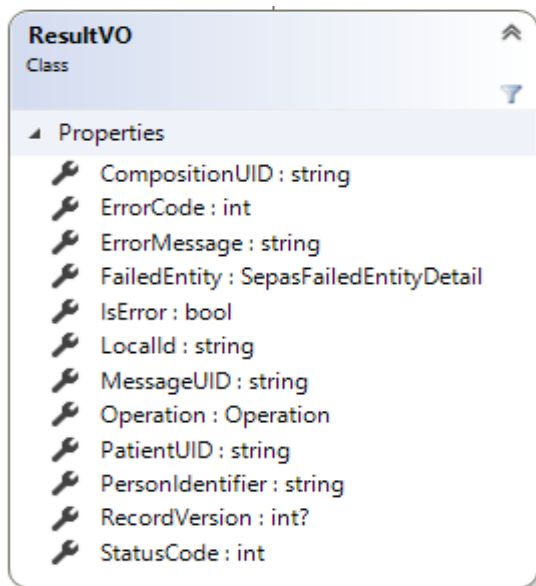 ResultVO
Class
Properties
CompositionUID : string
ErrorCode : int
ErrorMessage : string
FailedEntity : SepasFailedEntityDetail
IsError : bool
LocalId : string
MessageUID : string
Operation : Operation
PatientUID : string
PersonIdentifier : string
RecordVersion : int?
StatusCode : int